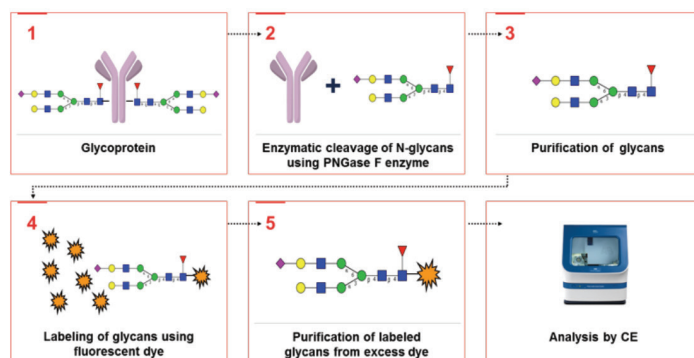 1
Glycoprotein
2
Enzymatic cleavage of N-glycans
using PNGase F enzyme
3
Purification of glycans
4
Labeling of glycans using
fluorescent dye
5
Purification of labeled
glycans from excess dye
Analysis by CE